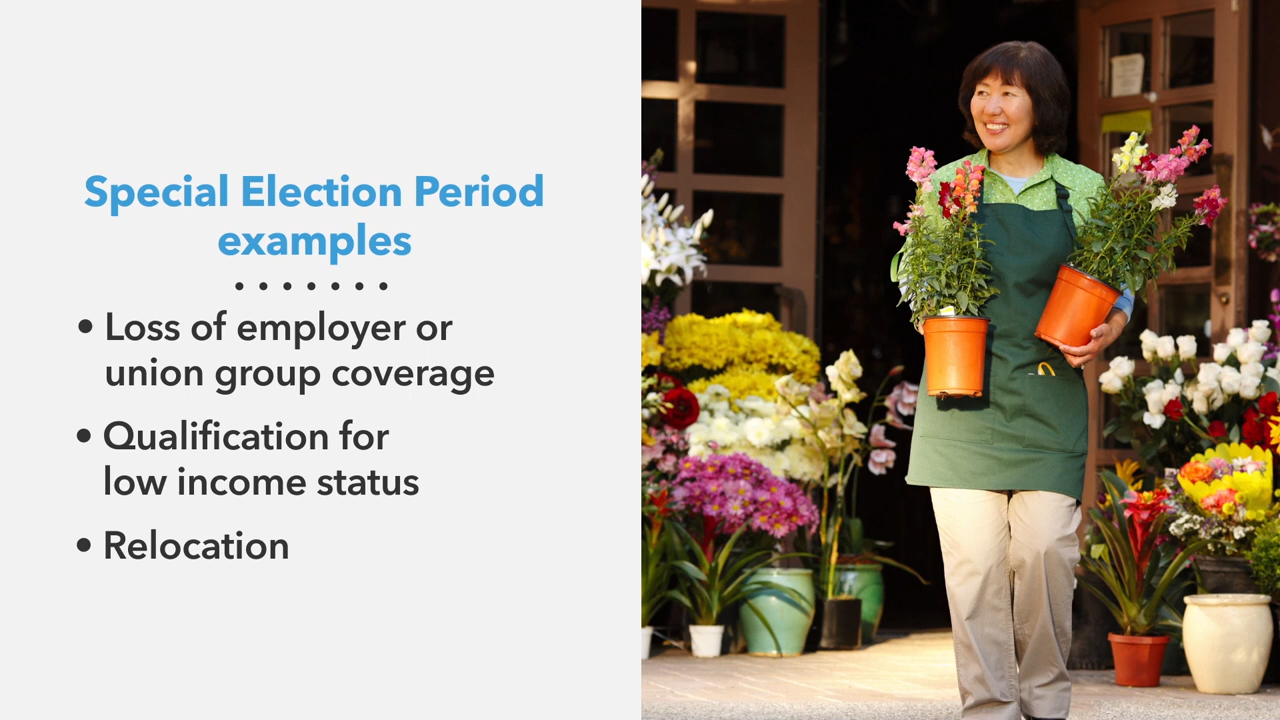 Special Election Period
examples
• Loss of employer or
union group coverage
• Qualification for
low income status
• Relocation